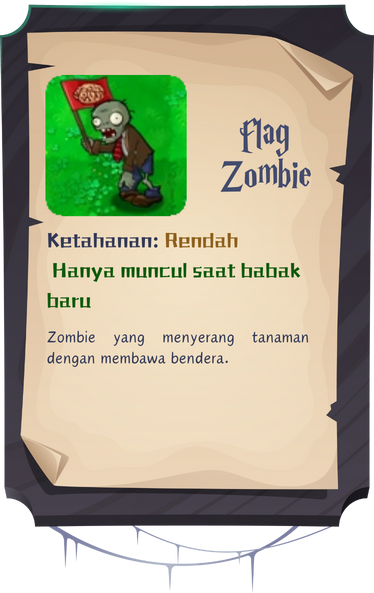 Flag
Zombie
Ketahanan: Rendah
Hanya muncul saat babak
baru
Zombie yang menyerang tanaman
dengan membawa bendera.